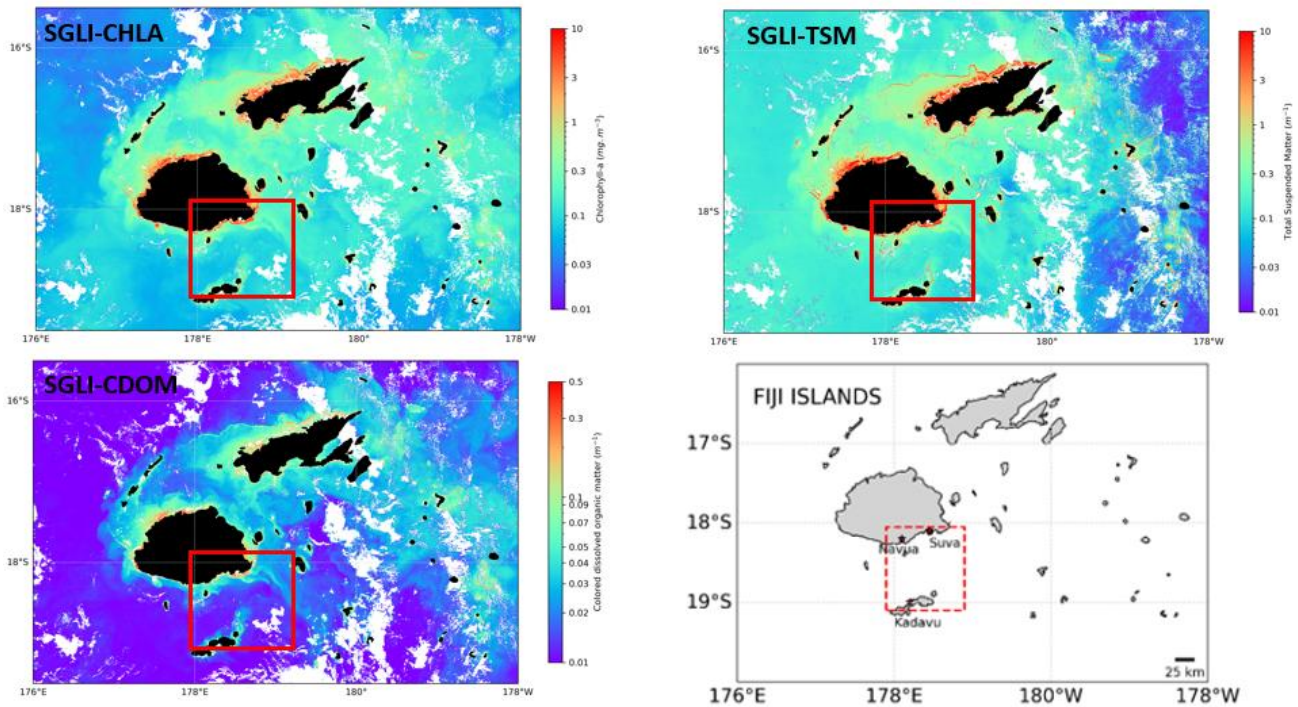 SGLI-CHLA
16°S
18°S
176°E
178°E
180°
178°W
10
3
1
0.3
0.1
0.03
0.01
Chlorophyll-a (mg. m⁻³)
SGLI-TSM
16°S
18°S
176°E
178°E
180°
178°W
10
3
1
0.3
0.1
0.03
0.01
Total Suspended Matter (m⁻¹)
SGLI-CDOM
16°S
18°S
176°E
178°E
180°
178°W
0.5
0.3
0.1
0.09
0.07
0.05
0.04
0.03
0.02
0.01
Colored dissolved organic matter (m⁻¹)
FIJI ISLANDS
17°S
18°S
19°S
Navua
Suva
Kadavu
25 km
176°E
178°E
180°W
178°W